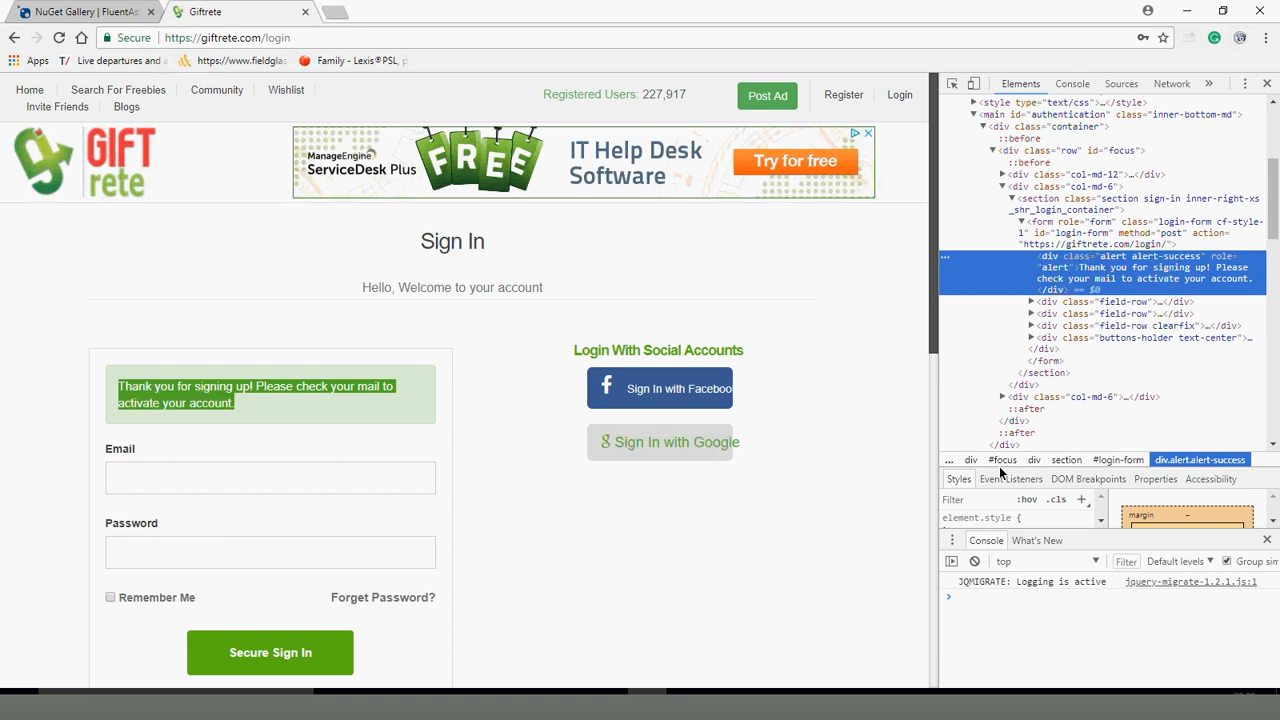 NuGet Gallery | FluentAs
Giftrete
Secure
https://giftrete.com/login
Apps
Live departures and
https://www.fieldglas
Family - Lexis®PSL, p
Home
Search For Freebies
Community
Wishlist
Invite Friends
Blogs
Registered Users: 227,917
Post Ad
Register
Login
GIFT
rete
ManageEngine
ServiceDesk Plus
FREE
IT Help Desk
Software
Try for free
Sign In
Hello, Welcome to your account
Thank you for signing up! Please check your mail to
activate your account.
Email
Password
Remember Me
Forget Password?
Secure Sign In
Login With Social Accounts
Sign In with Faceboo
Sign In with Google
Elements
Console
Sources
Network
<style type="text/css">…</style>
<main id="authentication" class="inner-bottom-md">
<div class="container">
::before
<div class="row" id="focus">
::before
<div class="col-md-12">…</div>
<div class="col-md-6">
<section class="section sign-in inner-right-xs
_shr_login_container">
<form role="form" class="login-form cf-style-
1" id="login-form" method="post" action=
"https://giftrete.com/login/">
<div class="alert alert-success" role=
"alert">Thank you for signing up! Please
check your mail to activate your account.
</div> == $0
<div class="field-row">…</div>
<div class="field-row">…</div>
<div class="field-row clearfix">…</div>
<div class="buttons-holder text-center">…
</div>
</form>
</section>
</div>
<div class="col-md-6">…</div>
::after
</div>
::after
</div>
... div #focus div section #login-form div.alert.alert-success
Styles
Event Listeners
DOM Breakpoints
Properties
Accessibility
Filter
:hov .cls +
element.style {
margin
-
Console
What's New
top
Filter
Default levels
Group sim
JQMIGRATE: Logging is active
jquery-migrate-1.2.1.js:1